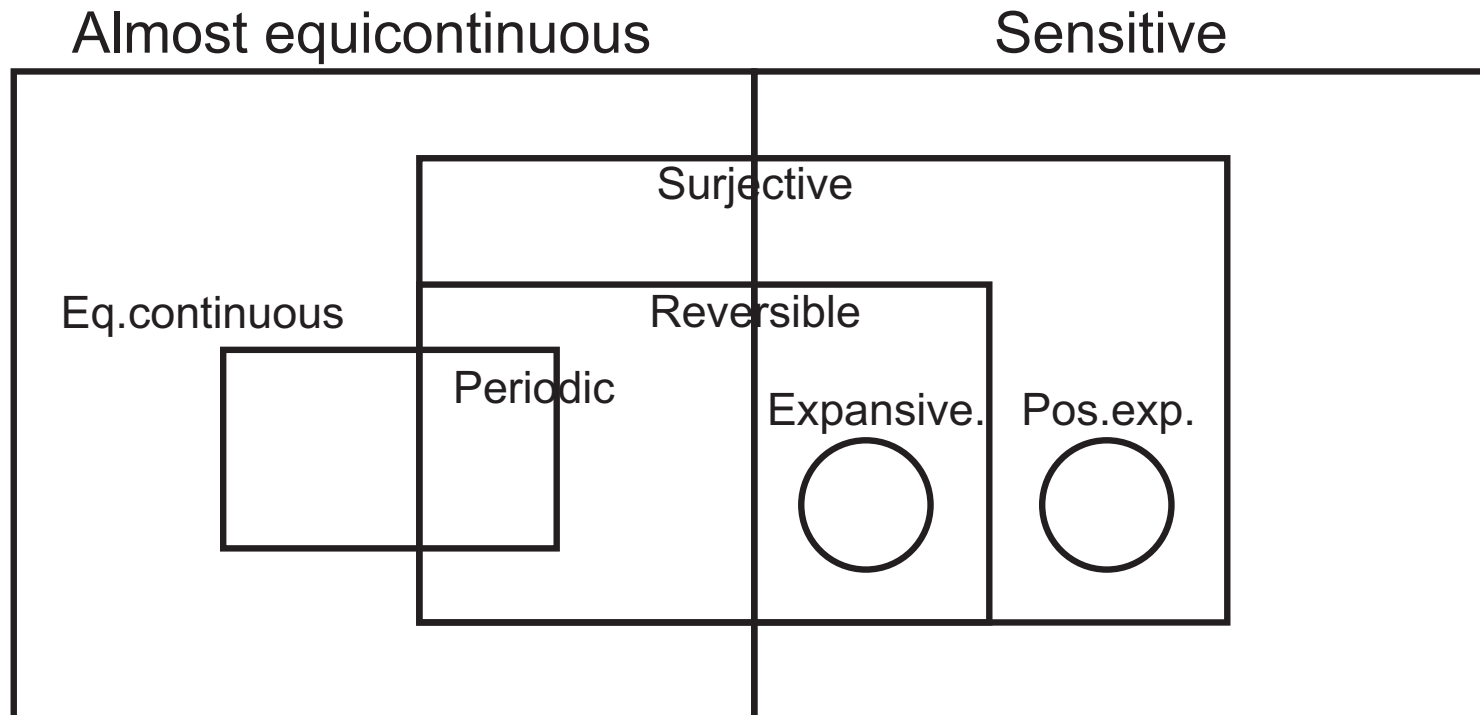 Almost equicontinuous
Sensitive
Surjective
Reversible
Eq.continuous
Periodic
Expansive.
Pos.exp.